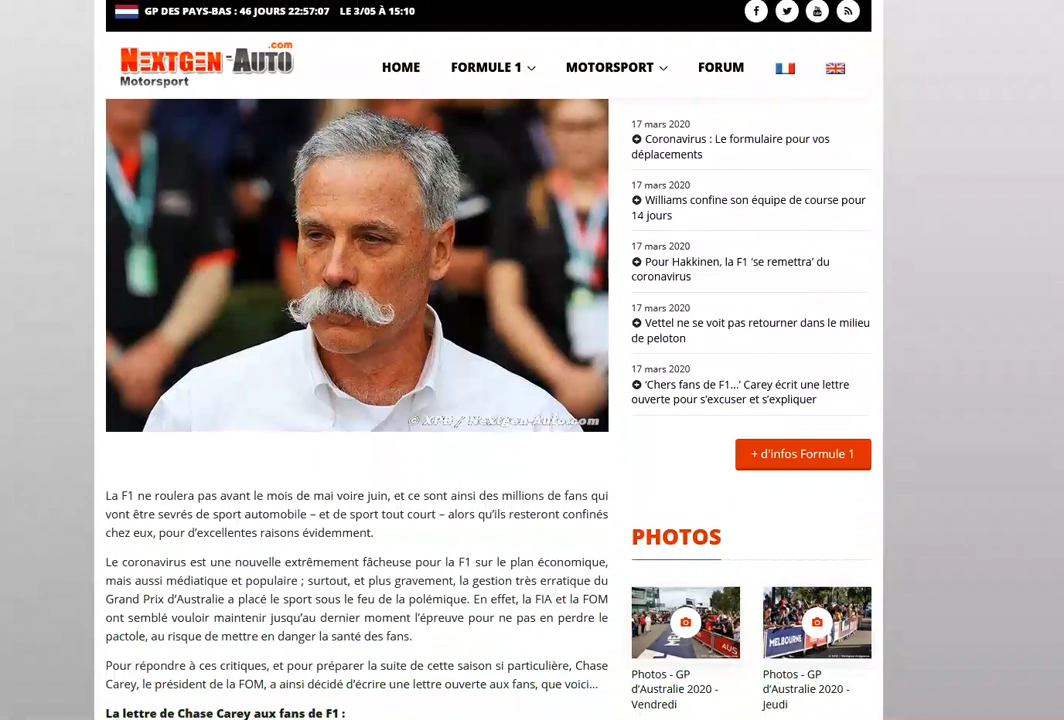 GP DES PAYS-BAS : 46 JOURS 22:57:07 LE 3/05 À 15:10
NEXTGEN-AUTO
.com
Motorsport
HOME
FORMULE 1
MOTORSPORT
FORUM
© XPB/ Nextgen-Auto.com
La F1 ne roulera pas avant le mois de mai voire juin, et ce sont ainsi des millions de fans qui
vont être sevrés de sport automobile – et de sport tout court – alors qu’ils resteront confinés
chez eux, pour d’excellentes raisons évidemment.
Le coronavirus est une nouvelle extrêmement fâcheuse pour la F1 sur le plan économique,
mais aussi médiatique et populaire ; surtout, et plus gravement, la gestion très erratique du
Grand Prix d’Australie a placé le sport sous le feu de la polémique. En effet, la FIA et la FOM
ont semblé vouloir maintenir jusqu’au dernier moment l’épreuve pour ne pas en perdre le
pactole, au risque de mettre en danger la santé des fans.
Pour répondre à ces critiques, et pour préparer la suite de cette saison si particulière, Chase
Carey, le président de la FOM, a ainsi décidé d’écrire une lettre ouverte aux fans, que voici…
La lettre de Chase Carey aux fans de F1 :
17 mars 2020
Coronavirus : Le formulaire pour vos
déplacements
17 mars 2020
Williams confine son équipe de course pour
14 jours
17 mars 2020
Pour Hakkinen, la F1 ’se remettra’ du
coronavirus
17 mars 2020
Vettel ne se voit pas retourner dans le milieu
de peloton
17 mars 2020
’Chers fans de F1...’ Carey écrit une lettre
ouverte pour s’excuser et s’expliquer
+ d'infos Formule 1
PHOTOS
AUS
MELBOURNE
Photos - GP
d’Australie 2020 -
Vendredi
Photos - GP
d’Australie 2020 -
Jeudi